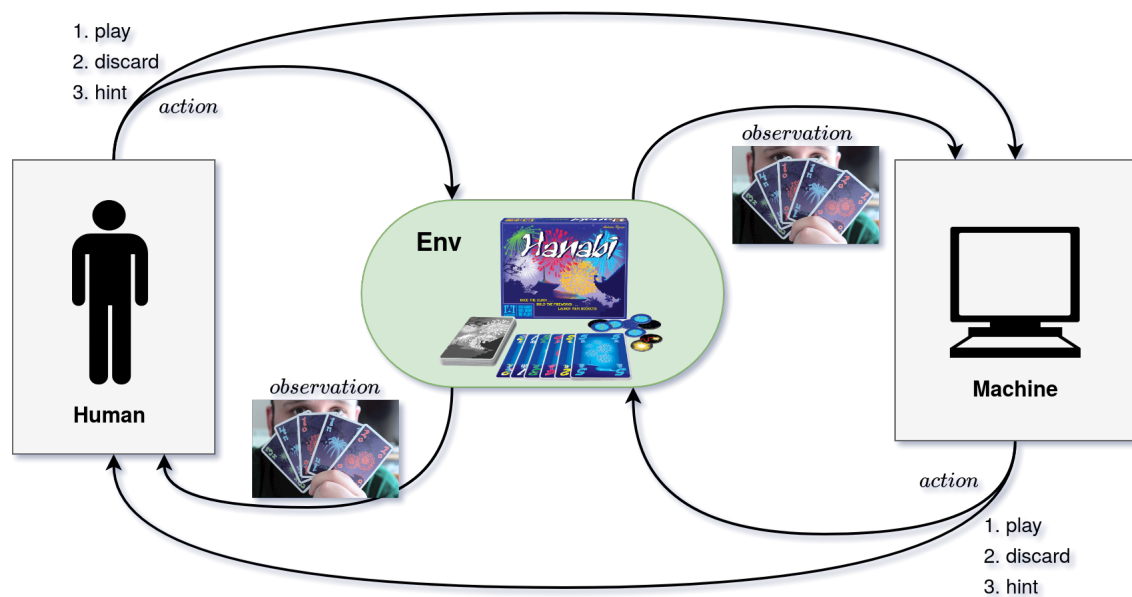 1. play
2. discard
3. hint
action
observation
Env
Hanabi
observation
Human
Machine
action
1. play
2. discard
3. hint